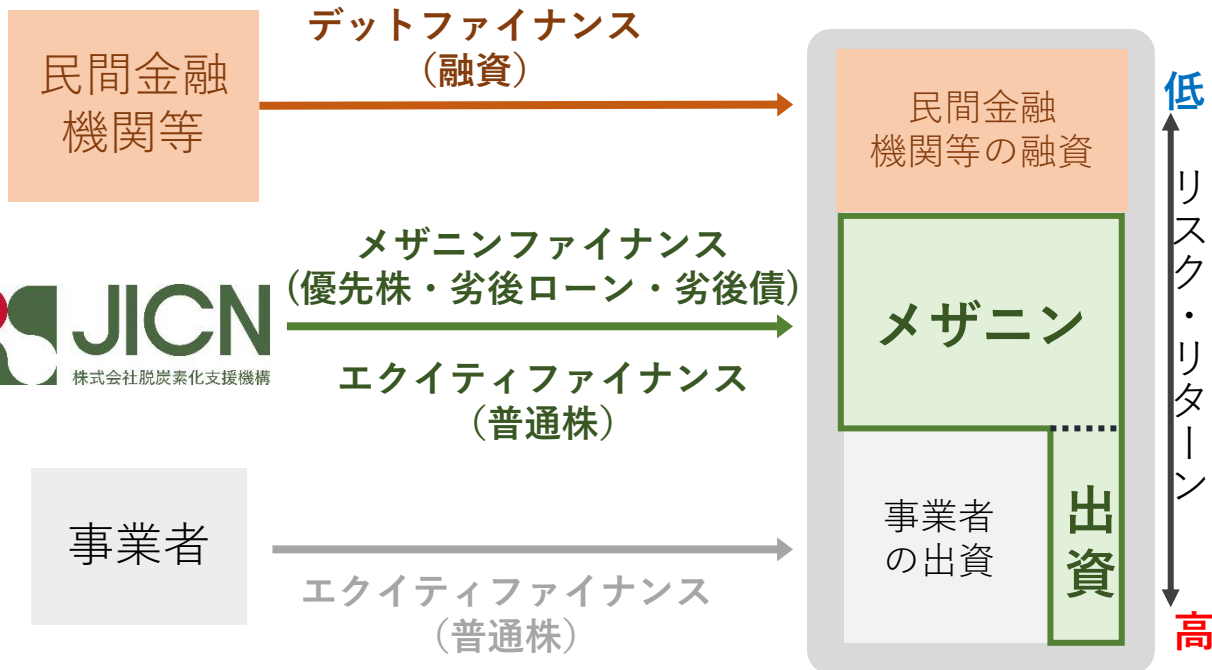 デットファイナンス
（融資）
民間金融
機関等
民間金融
機関等の融資
低
リスク・リターン
高
メザニンファイナンス
(優先株・劣後ローン・劣後債)
JICN
株式会社脱炭素化支援機構
エクイティファイナンス
（普通株）
メザニン
事業者
エクイティファイナンス
（普通株）
事業者
の出資
出資